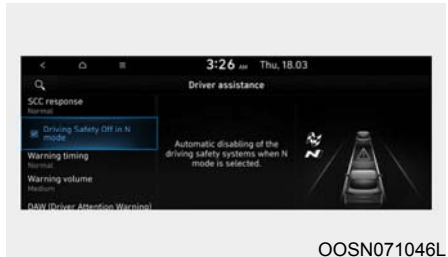 3:26 AM Thu, 18.03
Driver assistance
SCC response
Normal
Driving Safety Off in N
mode
Warning timing
Normal
Warning volume
Medium
DAW (Driver Attention Warning)
Automatic disabling of the
driving safety systems when N
mode is selected.
N
OOSN071046L